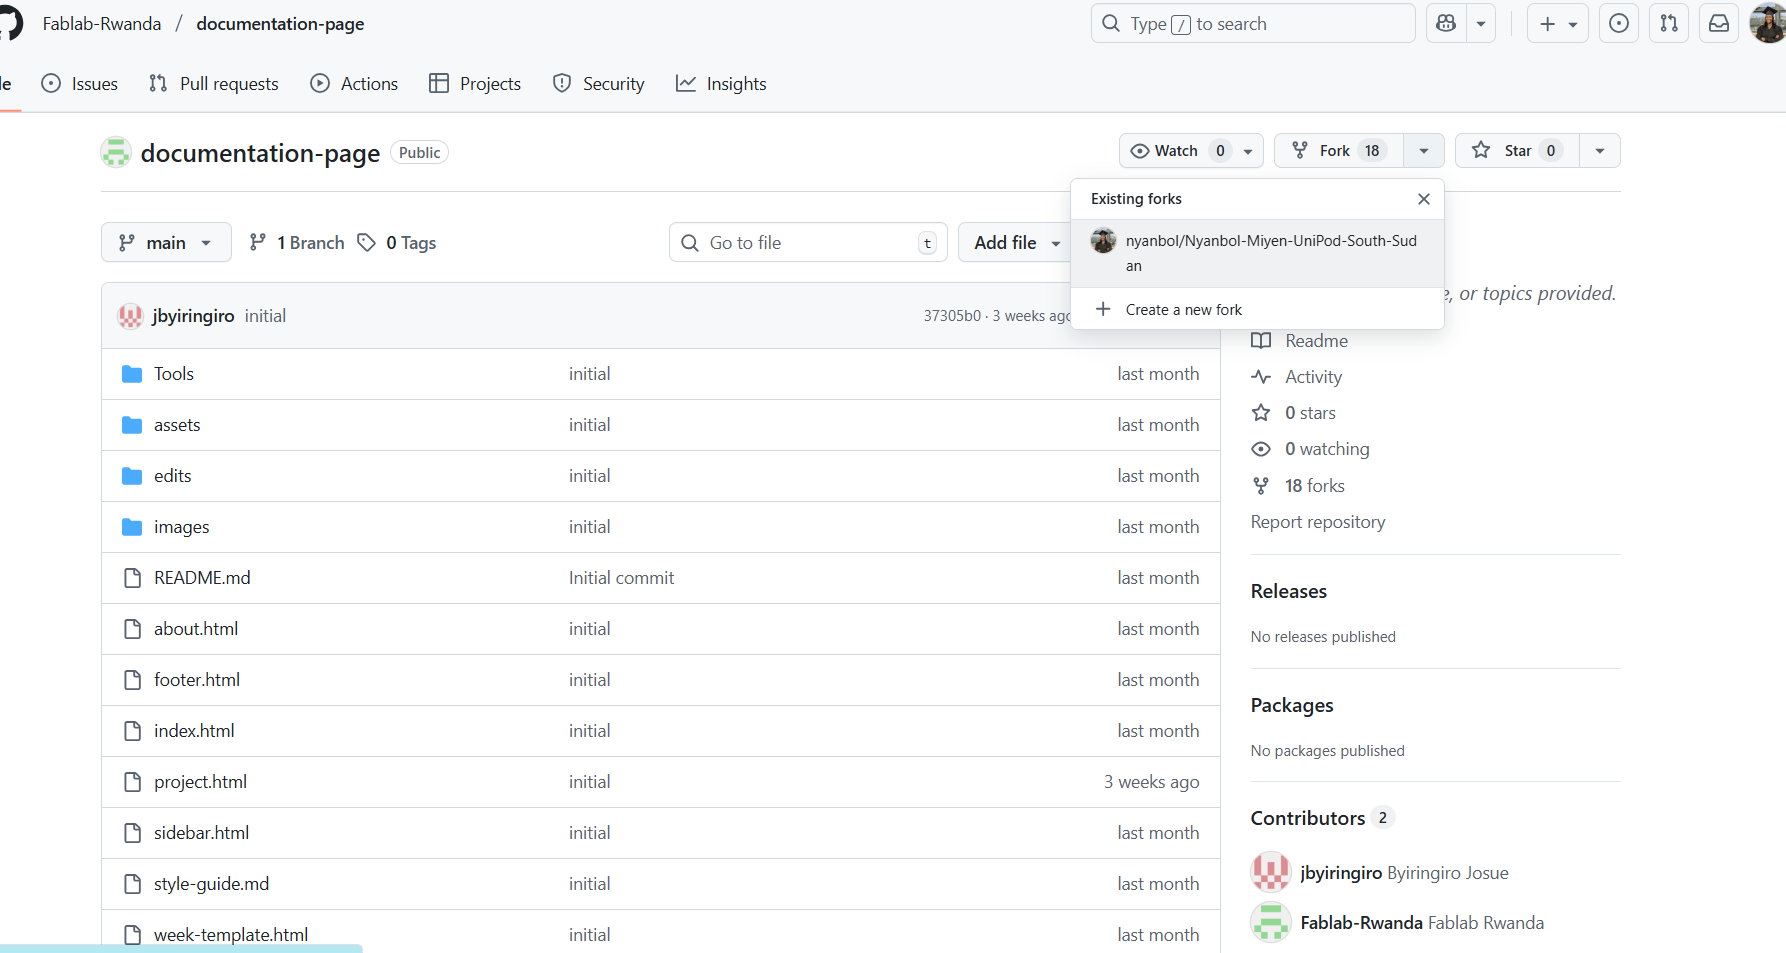 Fablab-Rwanda / documentation-page
Type / to search
Issues
Pull requests
Actions
Projects
Security
Insights
documentation-page
Public
Watch 0
Fork 18
Star 0
Existing forks
nyanbol/Nyanbol-Miyen-UniPod-South-Sud
an
Create a new fork
main
1 Branch
0 Tags
Go to file
t
Add file
or topics provided.
jbyiringiro initial
37305b0 · 3 weeks ago
Tools initial last month
assets initial last month
edits initial last month
images initial last month
README.md Initial commit last month
about.html initial last month
footer.html initial last month
index.html initial last month
project.html initial 3 weeks ago
sidebar.html initial last month
style-guide.md initial last month
week-template.html initial last month
Readme
Activity
0 stars
0 watching
18 forks
Report repository
Releases
No releases published
Packages
No packages published
Contributors 2
jbyiringiro Byiringiro Josue
Fablab-Rwanda Fablab Rwanda